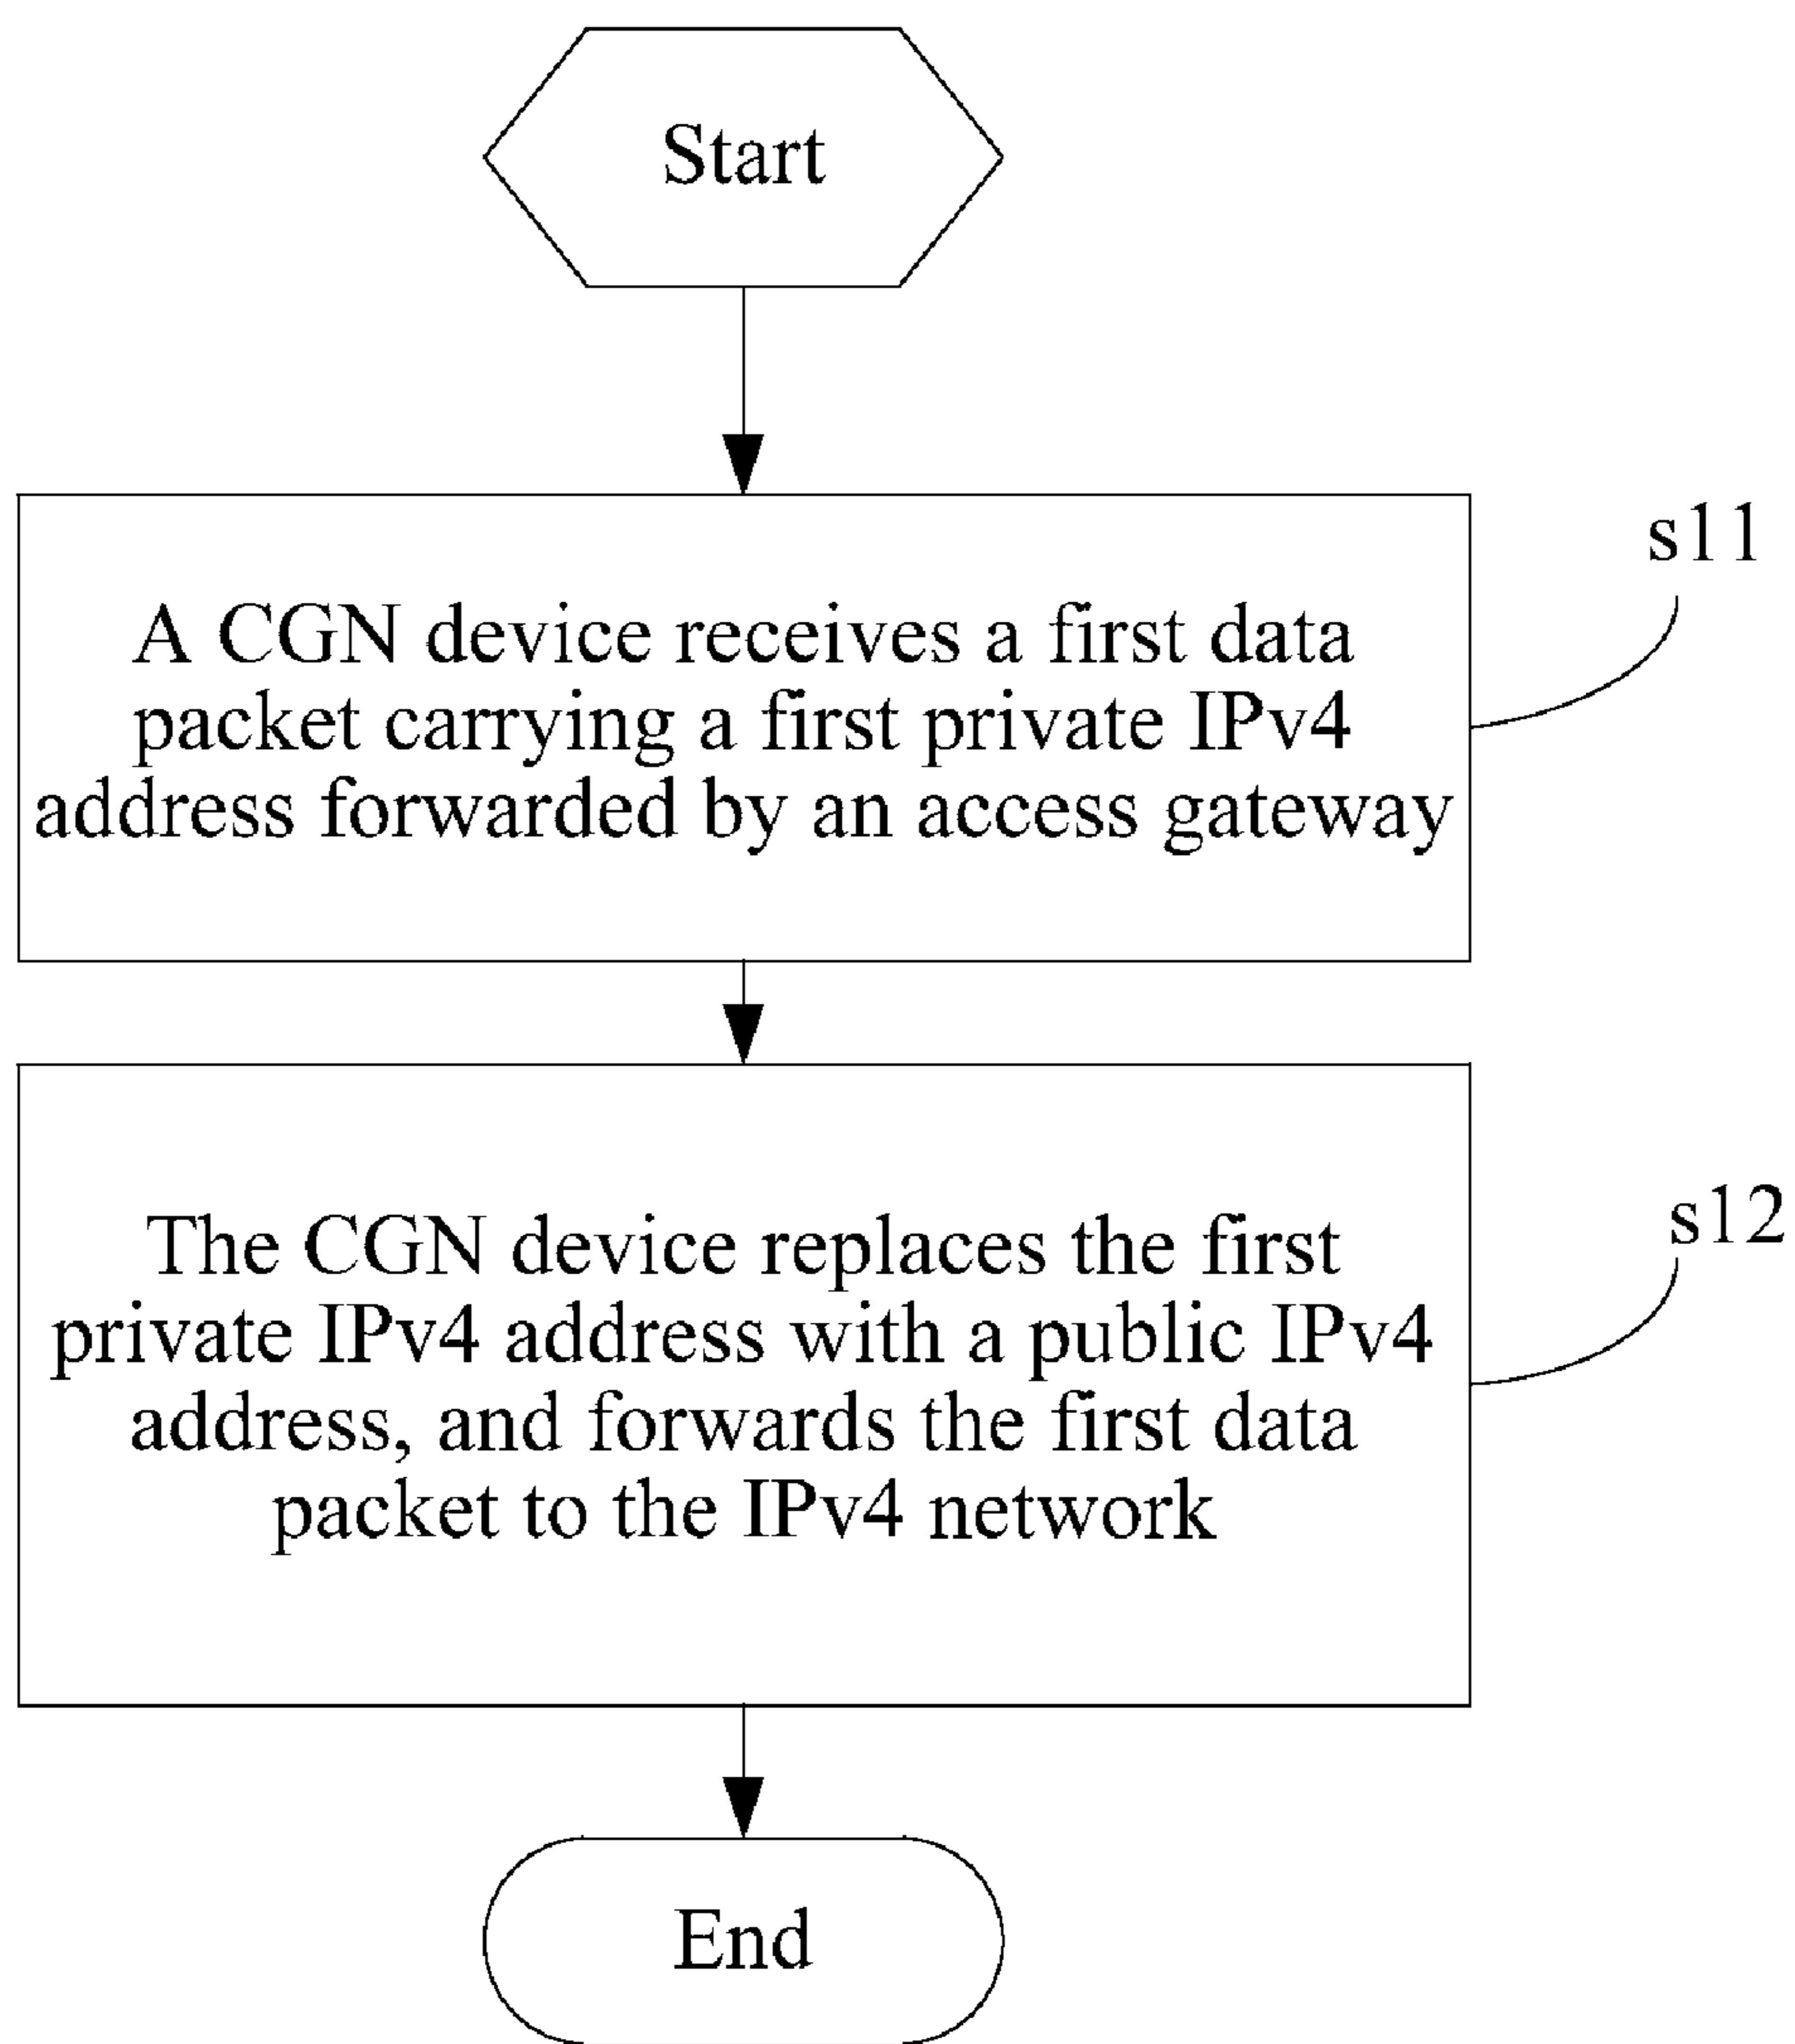 Start
s11
A CGN device receives a first data
packet carrying a first private IPv4
address forwarded by an access gateway
s12
The CGN device replaces the first
private IPv4 address with a public IPv4
address, and forwards the first data
packet to the IPv4 network
End